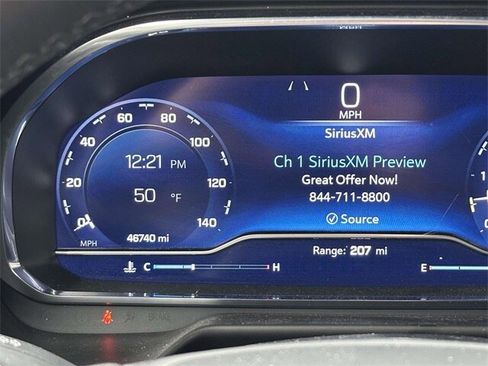 0
MPH
SiriusXM
Ch 1 SiriusXM Preview
Great Offer Now!
844-711-8800
Source
Range: 207 mi
60 80
40 100
20 120
0 140
12:21 PM
50 °F
MPH
46740 mi
C H
E